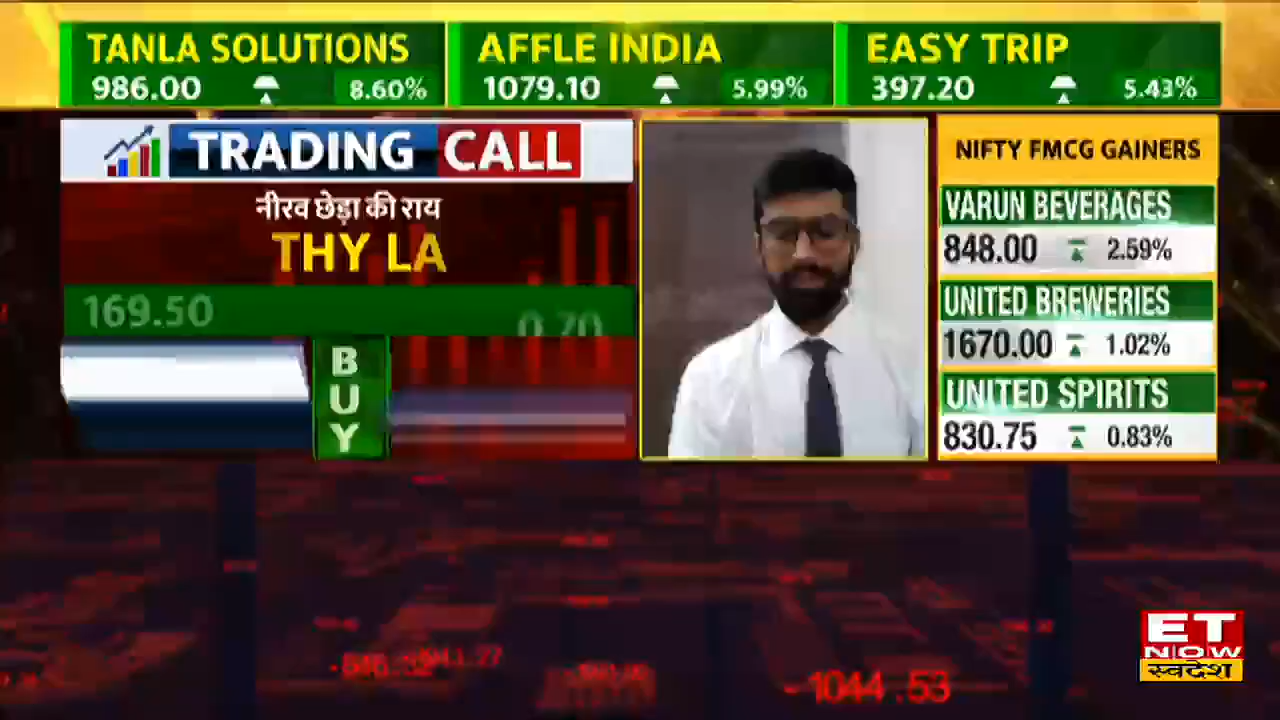 TANLA SOLUTIONS
986.00 8.60%
AFFLE INDIA
1079.10 5.99%
EASY TRIP
397.20 5.43%
TRADING CALL
नीरव छेड़ा की राय
THY LA
169.50 0.70
BUY
NIFTY FMCG GAINERS
VARUN BEVERAGES
848.00 2.59%
UNITED BREWERIES
1670.00 1.02%
UNITED SPIRITS
830.75 0.83%
-1044.53
ET
NOW
स्वदेश